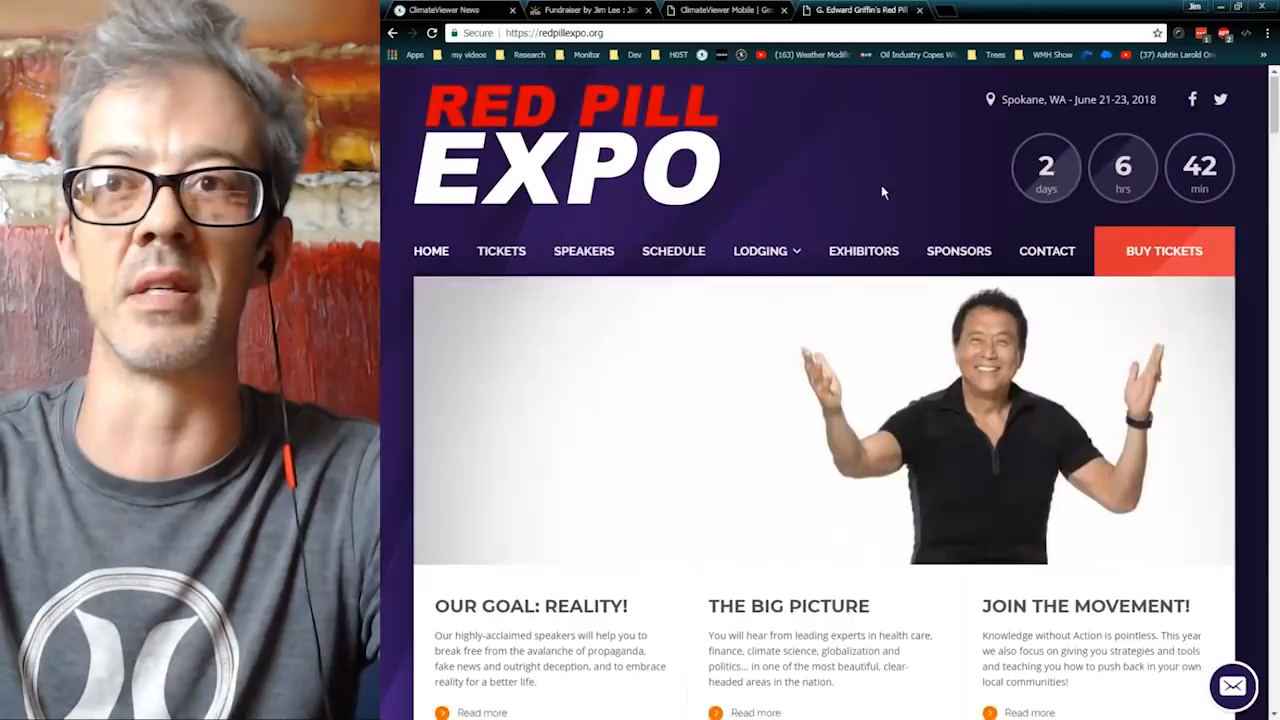 ClimateViewer News
Fundraiser by Jim Lee : Jim
ClimateViewer Mobile | Geo
G. Edward Griffin's Red Pill
Jim
Secure
https://redpillexpo.org
Apps
my videos
Research
Monitor
Dev
H05T
(163) Weather Modific
Oil Industry Copes Wi
Trees
WMH Show
(37) Ashtin Larold On
RED PILL
EXPO
Spokane, WA - June 21-23, 2018
2
days
6
hrs
42
min
HOME
TICKETS
SPEAKERS
SCHEDULE
LODGING
EXHIBITORS
SPONSORS
CONTACT
BUY TICKETS
OUR GOAL: REALITY!
Our highly-acclaimed speakers will help you to
break free from the avalanche of propaganda,
fake news and outright deception, and to embrace
reality for a better life.
Read more
THE BIG PICTURE
You will hear from leading experts in health care,
finance, climate science, globalization and
politics... in one of the most beautiful, clear-
headed areas in the nation.
Read more
JOIN THE MOVEMENT!
Knowledge without Action is pointless. This year
we also focus on giving you strategies and tools
and teaching you how to push back in your own
local communities!
Read more